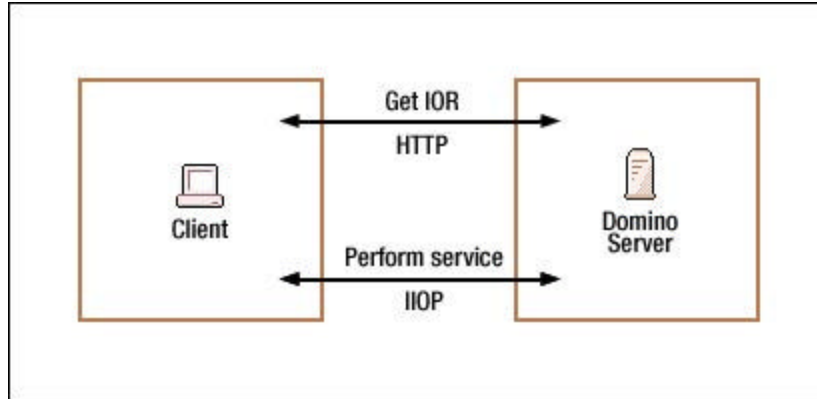 Get IOR
HTTP
Client
Domino
Server
Perform service
IIOP